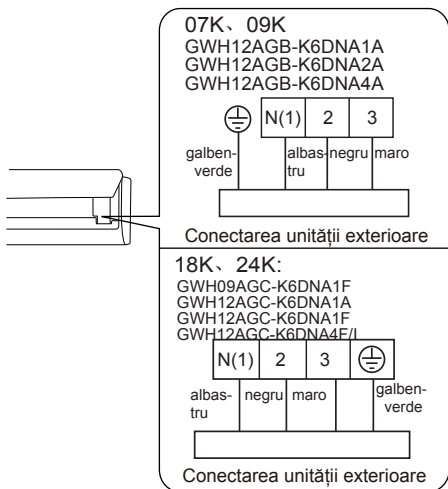 07K、09K
GWH12AGB-K6DNA1A
GWH12AGB-K6DNA2A
GWH12AGB-K6DNA4A
N(1) 2 3
galben-
verde
albas-
tru
negru
maro
Conectarea unității exterioare
18K、24K:
GWH09AGC-K6DNA1F
GWH12AGC-K6DNA1A
GWH12AGC-K6DNA1F
GWH12AGC-K6DNA4F/I
N(1) 2 3
albas-
tru
negru
maro
galben-
verde
Conectarea unității exterioare